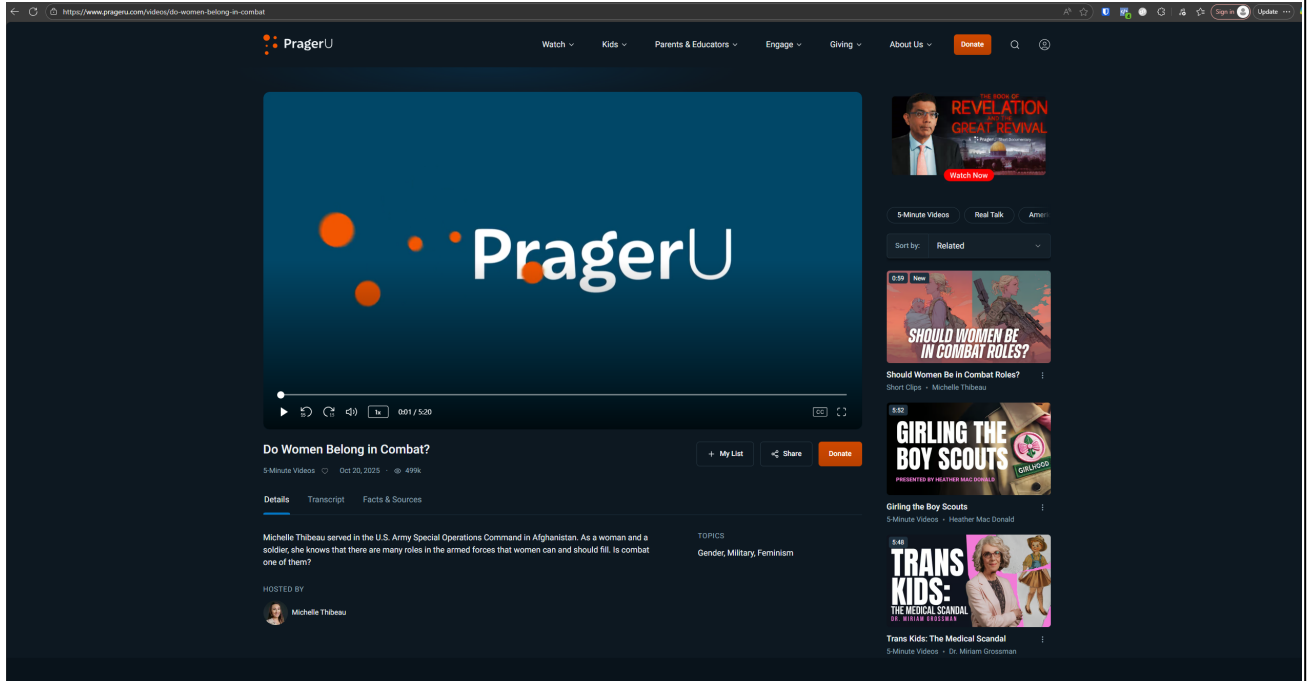 https://www.prageru.com/videos/do-women-belong-in-combat
Sign in
Update
PragerU
Watch
Kids
Parents & Educators
Engage
Giving
About Us
Donate
PragerU
1x
0:01 / 5:20
CC
Do Women Belong in Combat?
+ My List
Share
Donate
5-Minute Videos
Oct 20, 2025 · 499k
Details
Transcript
Facts & Sources
Michelle Thibeau served in the U.S. Army Special Operations Command in Afghanistan. As a woman and a
soldier, she knows that there are many roles in the armed forces that women can and should fill. Is combat
one of them?
TOPICS
Gender, Military, Feminism
HOSTED BY
Michelle Thibeau
THE BOOK OF
REVELATION
AND THE
GREAT REVIVAL
Watch Now
5-Minute Videos
Real Talk
Ameri
Sort by:
Related
0:59
New
SHOULD WOMEN BE
IN COMBAT ROLES?
Should Women Be in Combat Roles?
Short Clips • Michelle Thibeau
5:52
GIRLING THE
BOY SCOUTS
PRESENTED BY HEATHER MAC DONALD
GIRLHOOD
Girling the Boy Scouts
5-Minute Videos • Heather Mac Donald
5:48
TRANS
KIDS:
THE MEDICAL SCANDAL
DR. MIRIAM GROSSMAN
Trans Kids: The Medical Scandal
5-Minute Videos • Dr. Miriam Grossman